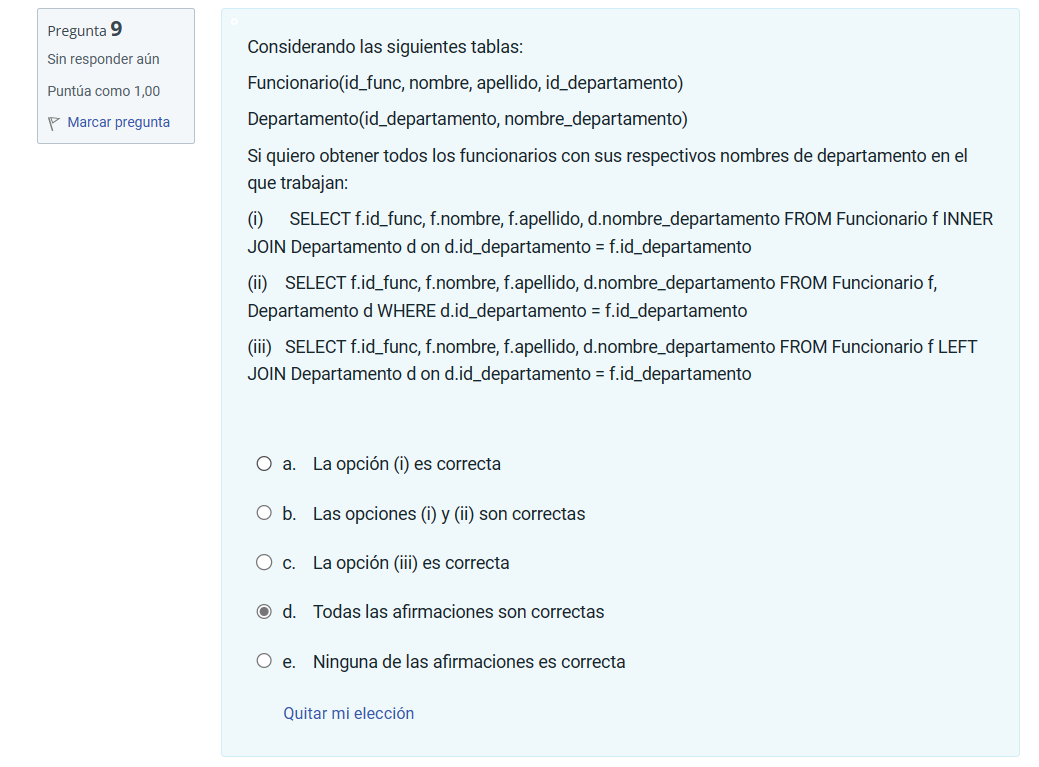 Pregunta 9
Sin responder aún
Puntúa como 1,00
Marcar pregunta
Considerando las siguientes tablas:
Funcionario(id_func, nombre, apellido, id_departamento)
Departamento(id_departamento, nombre_departamento)
Si quiero obtener todos los funcionarios con sus respectivos nombres de departamento en el
que trabajan:
(i) SELECT f.id_func, f.nombre, f.apellido, d.nombre_departamento FROM Funcionario f INNER
JOIN Departamento d on d.id_departamento = f.id_departamento
(ii) SELECT f.id_func, f.nombre, f.apellido, d.nombre_departamento FROM Funcionario f,
Departamento d WHERE d.id_departamento = f.id_departamento
(iii) SELECT f.id_func, f.nombre, f.apellido, d.nombre_departamento FROM Funcionario f LEFT
JOIN Departamento d on d.id_departamento = f.id_departamento
a. La opción (i) es correcta
b. Las opciones (i) y (ii) son correctas
c. La opción (iii) es correcta
d. Todas las afirmaciones son correctas
e. Ninguna de las afirmaciones es correcta
Quitar mi elección